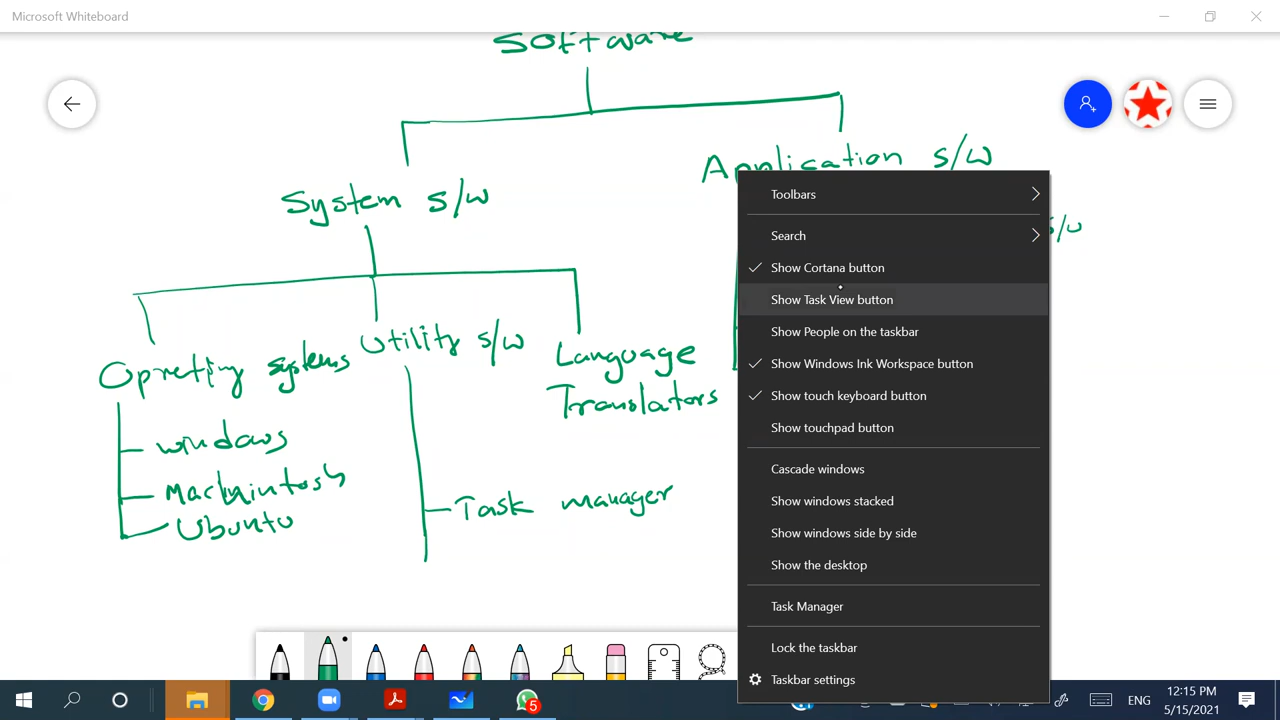 Microsoft Whiteboard
Software
Application s/w
System s/w
s/w
Opreting systems
Utility s/w
Language
Translators
windows
Machintosh
Ubuntu
Task manager
Toolbars
Search
Show Cortana button
Show Task View button
Show People on the taskbar
Show Windows Ink Workspace button
Show touch keyboard button
Show touchpad button
Cascade windows
Show windows stacked
Show windows side by side
Show the desktop
Task Manager
Lock the taskbar
Taskbar settings
5
ENG
12:15 PM
5/15/2021